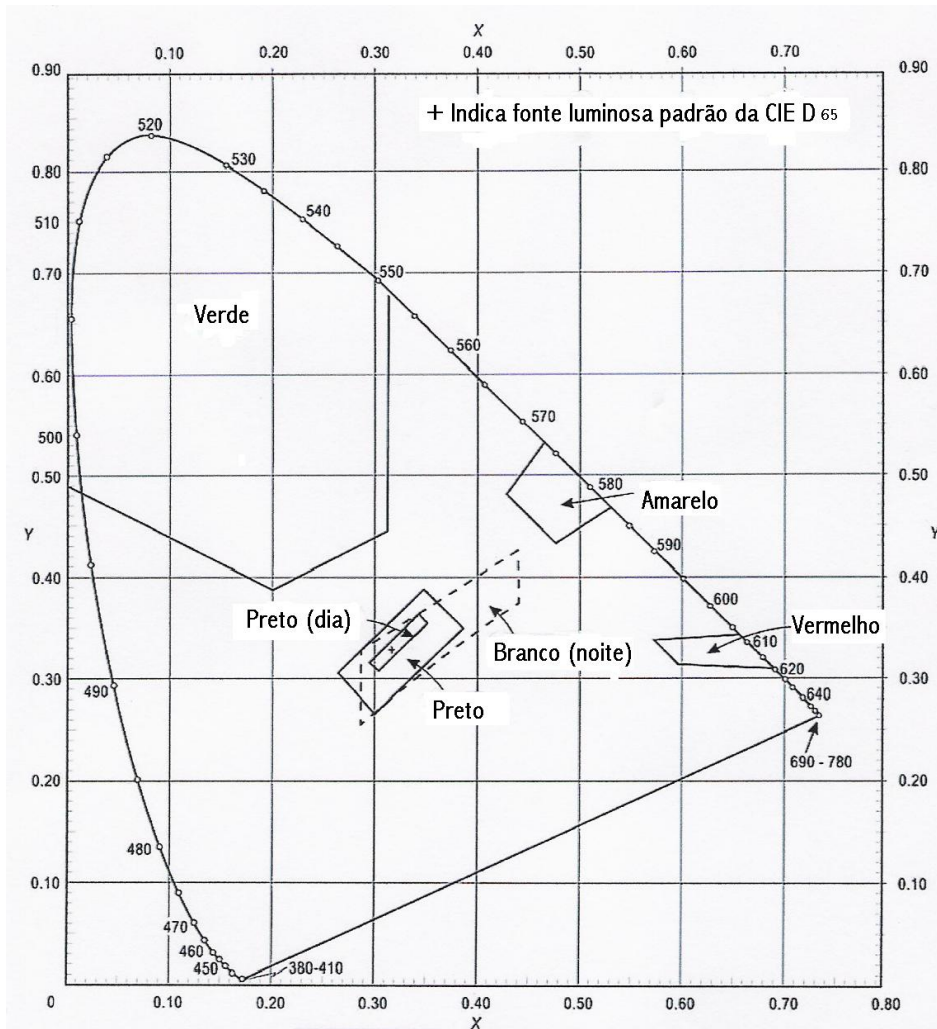 X
0.10 0.20 0.30 0.40 0.50 0.60 0.70
0.90 0.90
+ Indica fonte luminosa padrão da CIE D 65
520
530
0.80 0.80
540
510
550
0.70 0.70
Verde
560
0.60 0.60
570
500
580
0.50 0.50
Amarelo
Y Y
590
0.40 0.40
600
Preto (dia)
Vermelho
610
Branco (noite)
620
0.30 0.30
640
490
Preto
690 - 780
0.20 0.20
480
0.10 0.10
470
460
450
380-410
0 0.10 0.20 0.30 0.40 0.50 0.60 0.70 0.80
X